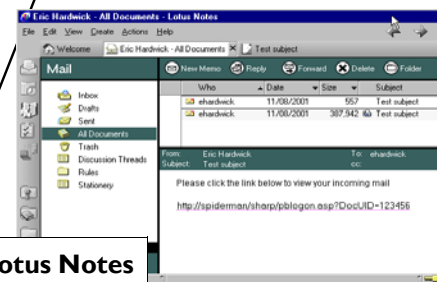 Eric Hardwick - All Documents - Lotus Notes
File Edit View Create Actions Help
Welcome Eric Hardwick - All Documents Test subject
Mail New Memo Reply Forward Delete Folder
Who Date Size Subject
Inbox
Drafts
Sent
All Documents
Trash
Discussion Threads
Rules
Stationery
ehardwick 11/08/2001 557 Test subject
ehardwick 11/08/2001 387,942 Test subject
From: Eric Hardwick To: ehardwick
Subject: Test subject cc:
Please click the link below to view your incoming mail
http://spiderman/sharp/pblogon.asp?DocUID=123456
otus Notes